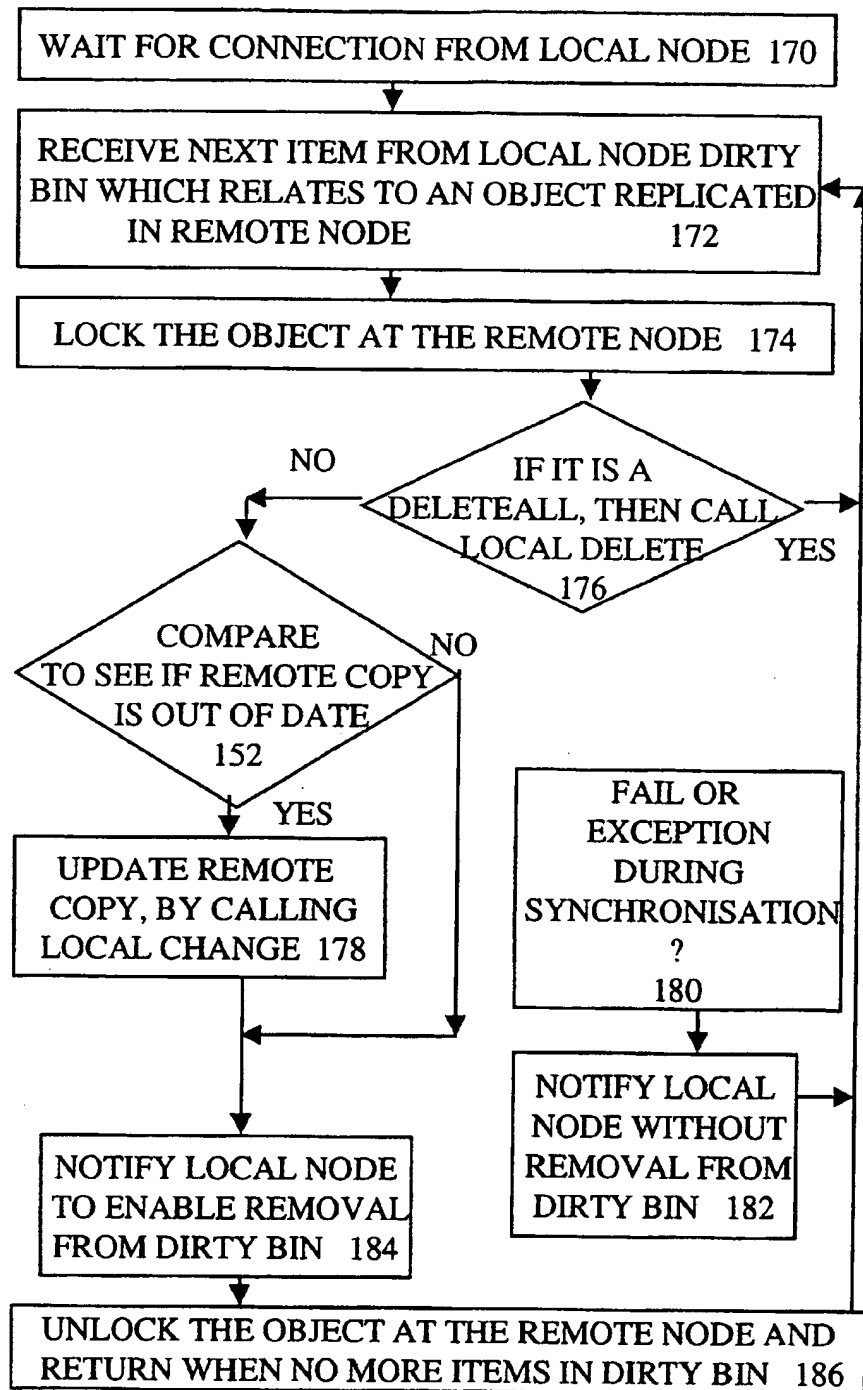 WAIT FOR CONNECTION FROM LOCAL NODE 170
RECEIVE NEXT ITEM FROM LOCAL NODE DIRTY
BIN WHICH RELATES TO AN OBJECT REPLICATED
IN REMOTE NODE 172
LOCK THE OBJECT AT THE REMOTE NODE 174
NO
IF IT IS A
DELETEALL, THEN CALL
LOCAL DELETE
176
YES
COMPARE
TO SEE IF REMOTE COPY
IS OUT OF DATE
152
NO
YES
UPDATE REMOTE
COPY, BY CALLING
LOCAL CHANGE 178
FAIL OR
EXCEPTION
DURING
SYNCHRONISATION
?
180
NOTIFY LOCAL
NODE WITHOUT
REMOVAL FROM
DIRTY BIN 182
NOTIFY LOCAL NODE
TO ENABLE REMOVAL
FROM DIRTY BIN 184
UNLOCK THE OBJECT AT THE REMOTE NODE AND
RETURN WHEN NO MORE ITEMS IN DIRTY BIN 186